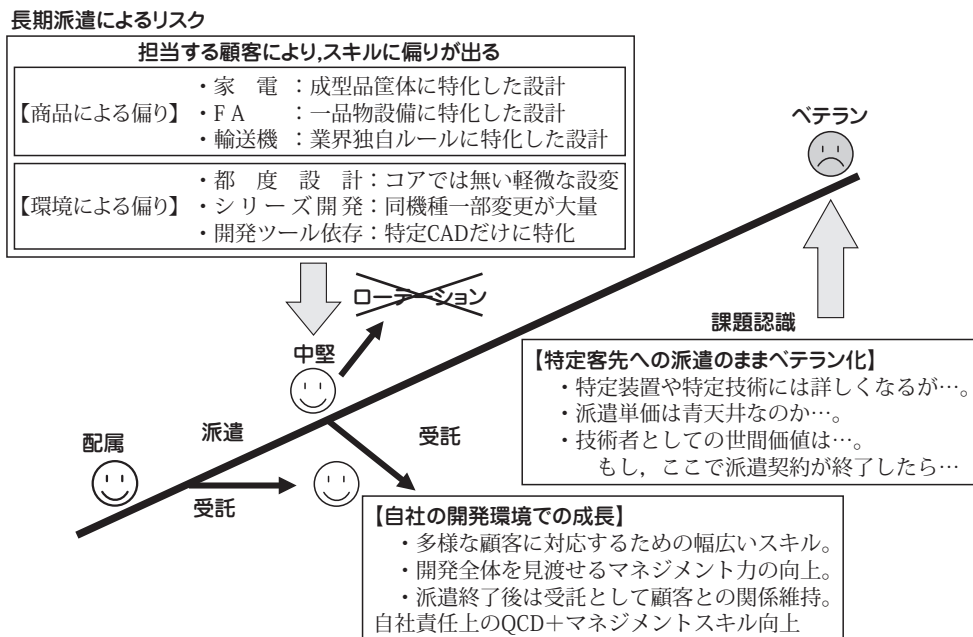 長期派遣によるリスク
担当する顧客により,スキルに偏りが出る
【商品による偏り】
・家　電　：成型品筐体に特化した設計
・F A　　：一品物設備に特化した設計
・輸送機　：業界独自ルールに特化した設計
【環境による偏り】
・都　度　設　計：コアでは無い軽微な設変
・シリーズ開発：同機種一部変更が大量
・開発ツール依存：特定CADだけに特化
ベテラン
ローテーション
中堅
課題認識
【特定客先への派遣のままベテラン化】
・特定装置や特定技術には詳しくなるが…。
・派遣単価は青天井なのか…。
・技術者としての世間価値は…。
もし，ここで派遣契約が終了したら…
配属
派遣
受託
受託
【自社の開発環境での成長】
・多様な顧客に対応するための幅広いスキル。
・開発全体を見渡せるマネジメント力の向上。
・派遣終了後は受託として顧客との関係維持。
自社責任上のQCD＋マネジメントスキル向上